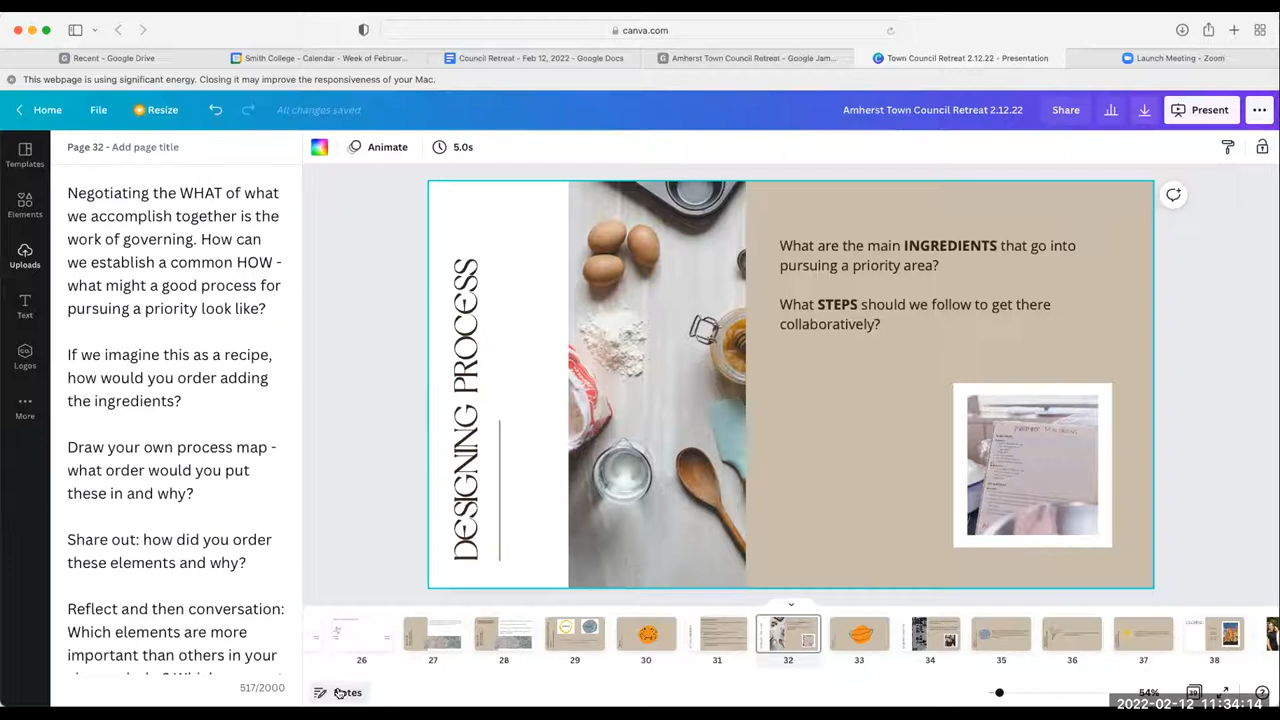 canva.com
Recent - Google Drive
Smith College - Calendar - Week of Februar...
Council Retreat - Feb 12, 2022 - Google Docs
Amherst Town Council Retreat - Google Jam...
Town Council Retreat 2.12.22 - Presentation
Launch Meeting - Zoom
This webpage is using significant energy. Closing it may improve the responsiveness of your Mac.
Home
File
Resize
All changes saved
Amherst Town Council Retreat 2.12.22
Share
Present
Templates
Elements
Uploads
Text
Logos
More
Page 32 - Add page title
Negotiating the WHAT of what
we accomplish together is the
work of governing. How can
we establish a common HOW -
what might a good process for
pursuing a priority look like?
If we imagine this as a recipe,
how would you order adding
the ingredients?
Draw your own process map -
what order would you put
these in and why?
Share out: how did you order
these elements and why?
Reflect and then conversation:
Which elements are more
important than others in your
517/2000
Animate
5.0s
DESIGNING PROCESS
What are the main INGREDIENTS that go into
pursuing a priority area?
What STEPS should we follow to get there
collaboratively?
26
27
28
29
30
31
32
33
34
35
36
37
38
Notes
54%
39
2022-02-12 11:34:14